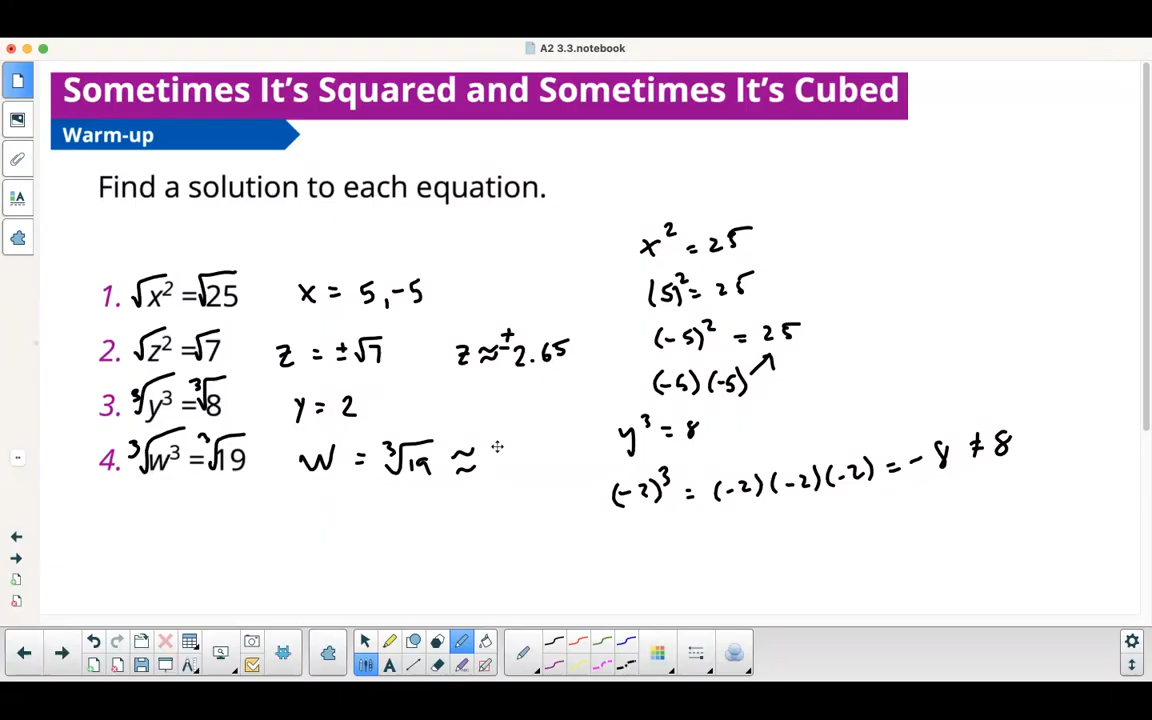 A2 3.3.notebook
Sometimes It's Squared and Sometimes It's Cubed
Warm-up
Find a solution to each equation.
1. √x² = √25 x = 5, -5
2. √z² = √7 z = ±√7 z ≈ ±2.65
3. ∛y³ = ∛8 y = 2
4. ∛w³ = ∛19 w = ∛19 ≈
x² = 25
(5)² = 25
(-5)² = 25
(-5)(-5)
y³ = 8
(-2)³ = (-2)(-2)(-2) = -8 ≠ 8